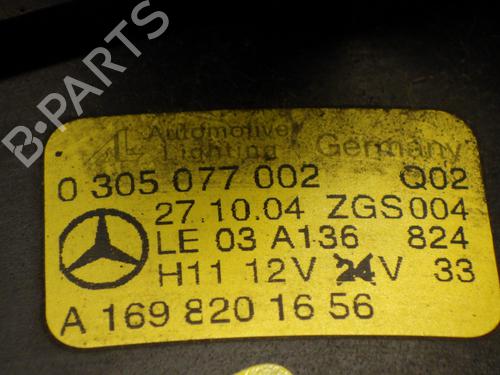 B-PARTS
AL Automotive Lighting Germany
0 305 077 002 Q02
27.10.04 ZGS004
LE 03 A136 824
H11 12V 24V 33
A 169 820 16 56